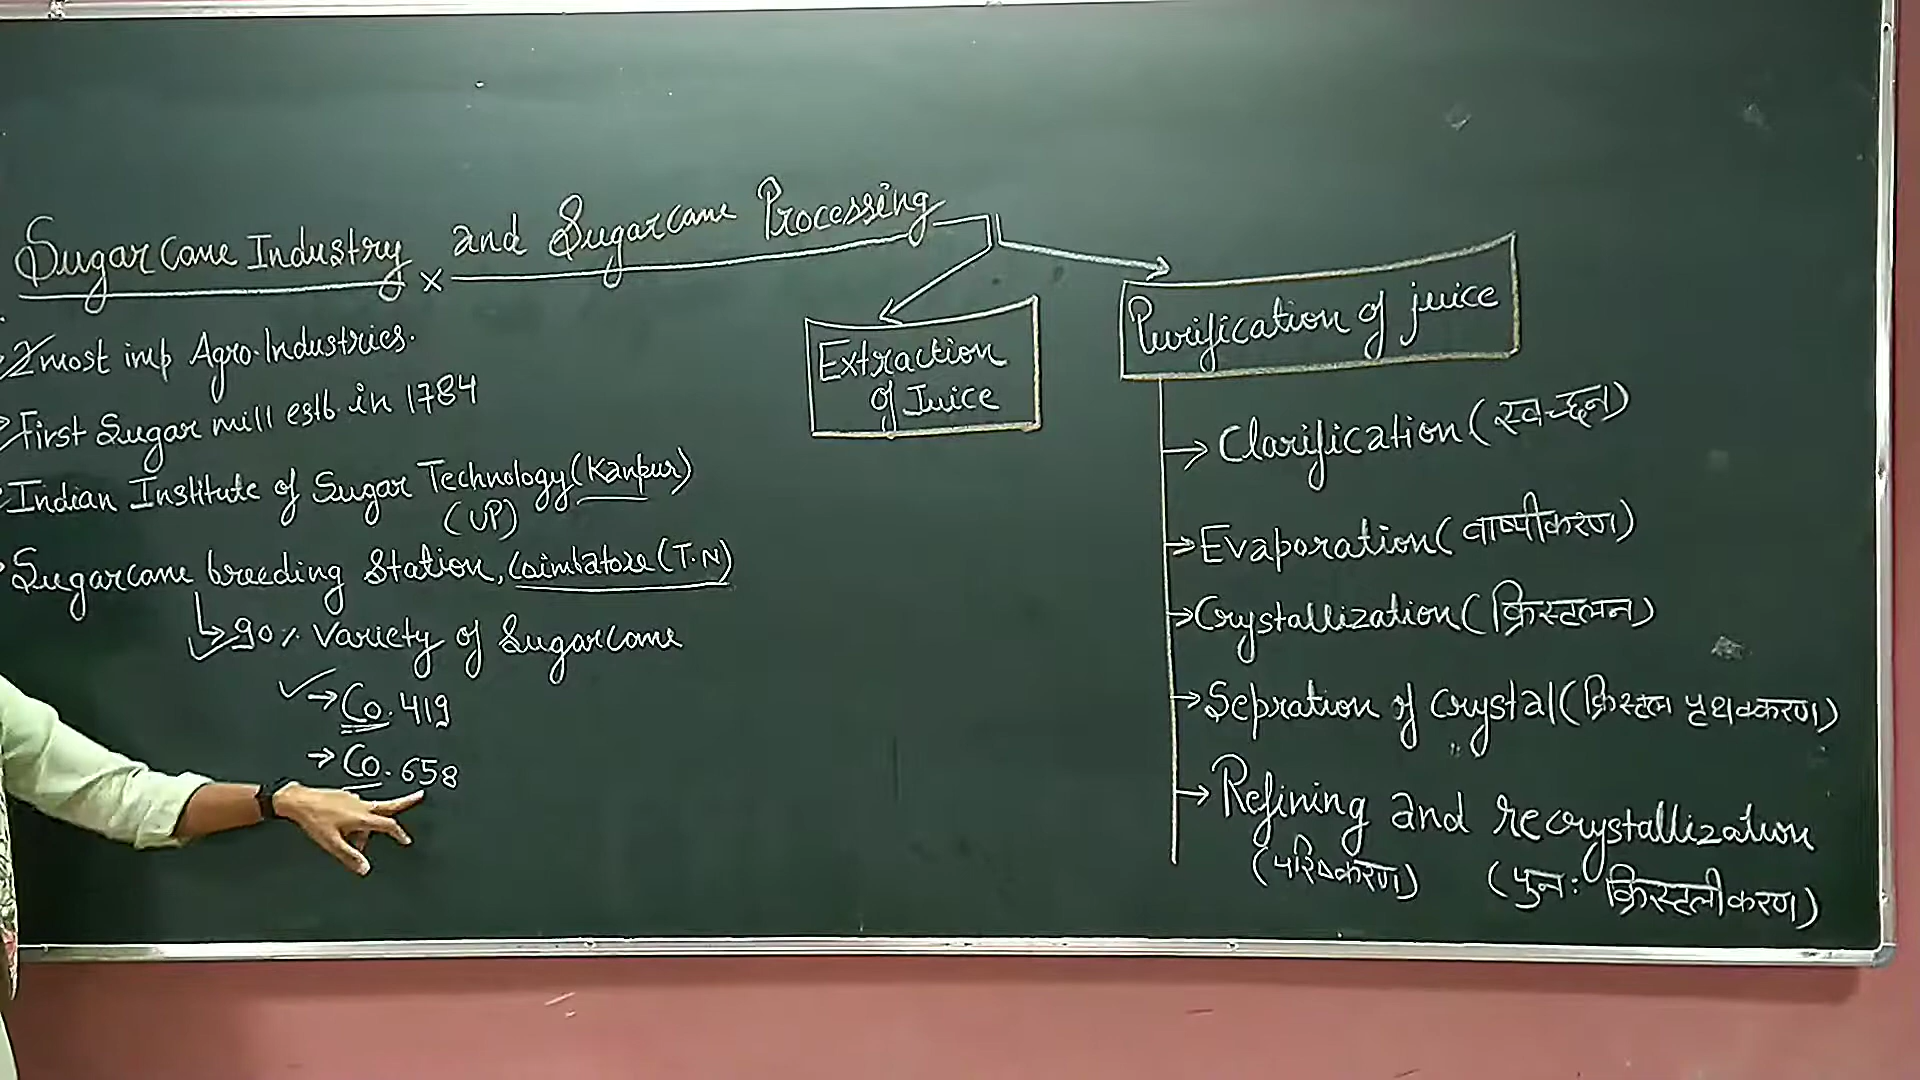 Sugarcane Industry and Sugarcane Processing
2 most imp Agro-Industries.
First Sugar mill estb. in 1784
Indian Institute of Sugar Technology (Kanpur)
(UP)
Sugarcane breeding Station, Coimbatore (T.N)
90% Variety of Sugarcane
Co. 419
Co. 658
Extraction
of Juice
Purification of juice
Clarification (स्वच्छन)
Evaporation (वाष्पीकरण)
Crystallization (क्रिस्टलन)
Sepration of crystal (क्रिस्टल पृथक्करण)
Refining and recrystallization
(परिष्करण) (पुन: क्रिस्टलीकरण)